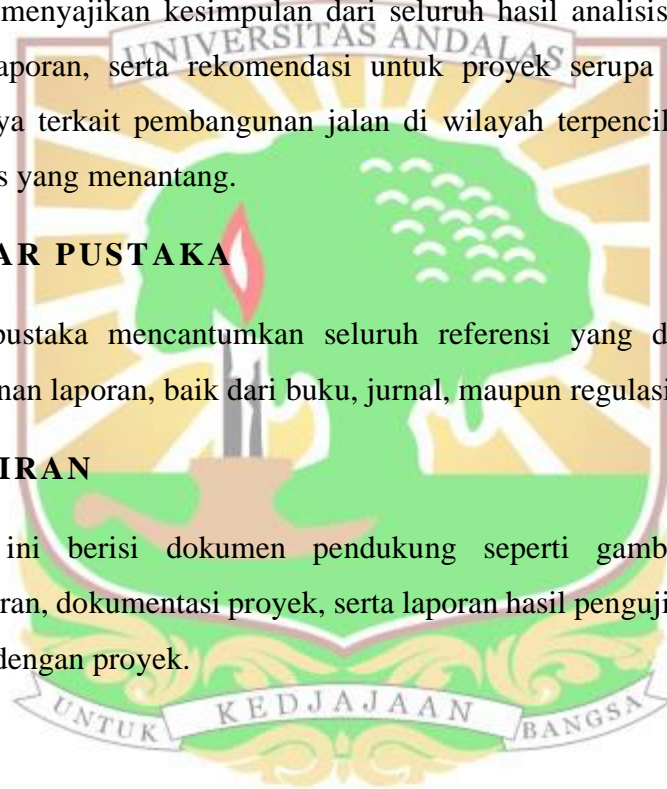 menyajikan kesimpulan dari seluruh hasil analisis
UNIVERSITAS ANDALAS
aporan, serta rekomendasi untuk proyek serupa
ya terkait pembangunan jalan di wilayah terpencil
s yang menantang.
AR PUSTAKA
pustaka mencantumkan seluruh referensi yang d
nan laporan, baik dari buku, jurnal, maupun regulasi
IRAN
ini berisi dokumen pendukung seperti gamb
ran, dokumentasi proyek, serta laporan hasil penguji
dengan proyek.
UNTUK KEDJAJAAN BANGSA